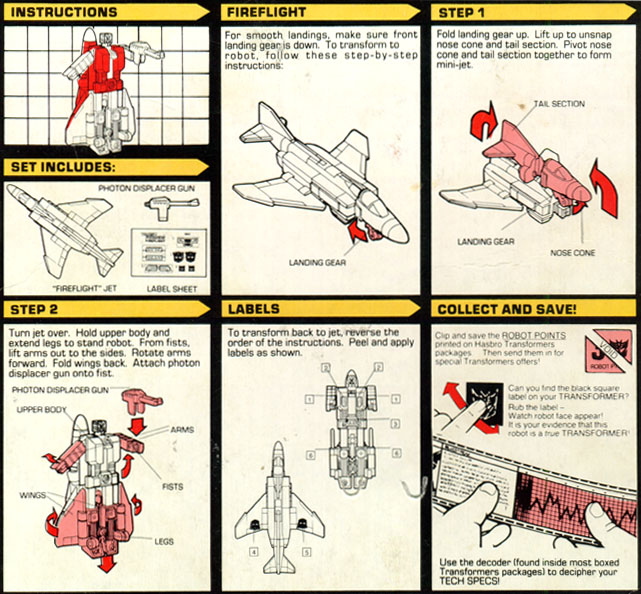 INSTRUCTIONS
SET INCLUDES:
PHOTON DISPLACER GUN
"FIREFLIGHT" JET
LABEL SHEET
FIREFLIGHT
For smooth landings, make sure front
landing gear is down. To transform to
robot, follow these step-by-step
instructions:
LANDING GEAR
STEP 1
Fold landing gear up. Lift up to unsnap
nose cone and tail section. Pivot nose
cone and tail section together to form
mini-jet.
TAIL SECTION
LANDING GEAR
NOSE CONE
STEP 2
Turn jet over. Hold upper body and
extend legs to stand robot. From fists,
lift arms out to the sides. Rotate arms
forward. Fold wings back. Attach photon
displacer gun onto fist.
PHOTON DISPLACER GUN
UPPER BODY
ARMS
FISTS
WINGS
LEGS
LABELS
To transform back to jet, reverse the
order of the instructions. Peel and apply
labels as shown.
2 2
1 1
3
6 6
4 5
COLLECT AND SAVE!
Clip and save the ROBOT POINTS
printed on Hasbro Transformers
packages. Then send them in for
special Transformers offers!
VOID
ROBOT P
Can you find the black square
label on your TRANSFORMER?
Rub the label –
Watch robot face appear!
It is your evidence that this
robot is a true TRANSFORMER!
Use the decoder (found inside most boxed
Transformers packages) to decipher your
TECH SPECS!